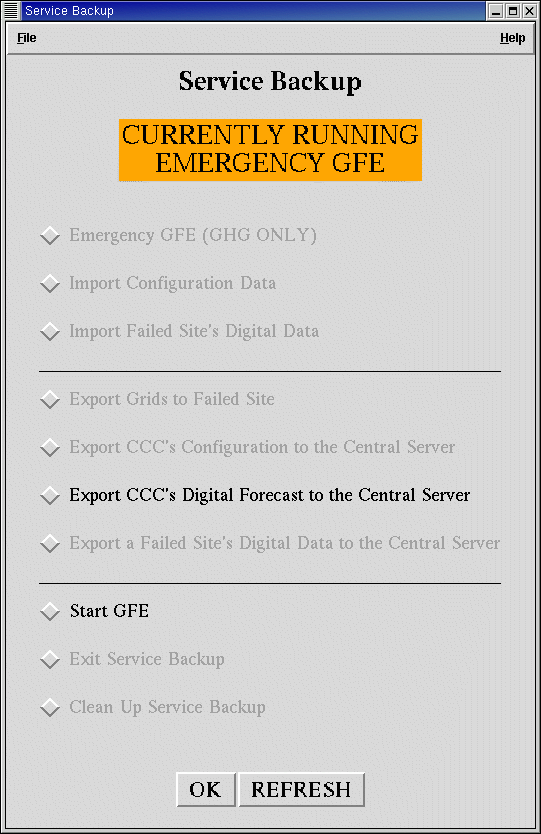 Service Backup
File Help
Service Backup
CURRENTLY RUNNING
EMERGENCY GFE
Emergency GFE (GHG ONLY)
Import Configuration Data
Import Failed Site's Digital Data
Export Grids to Failed Site
Export CCC's Configuration to the Central Server
Export CCC's Digital Forecast to the Central Server
Export a Failed Site's Digital Data to the Central Server
Start GFE
Exit Service Backup
Clean Up Service Backup
OK REFRESH